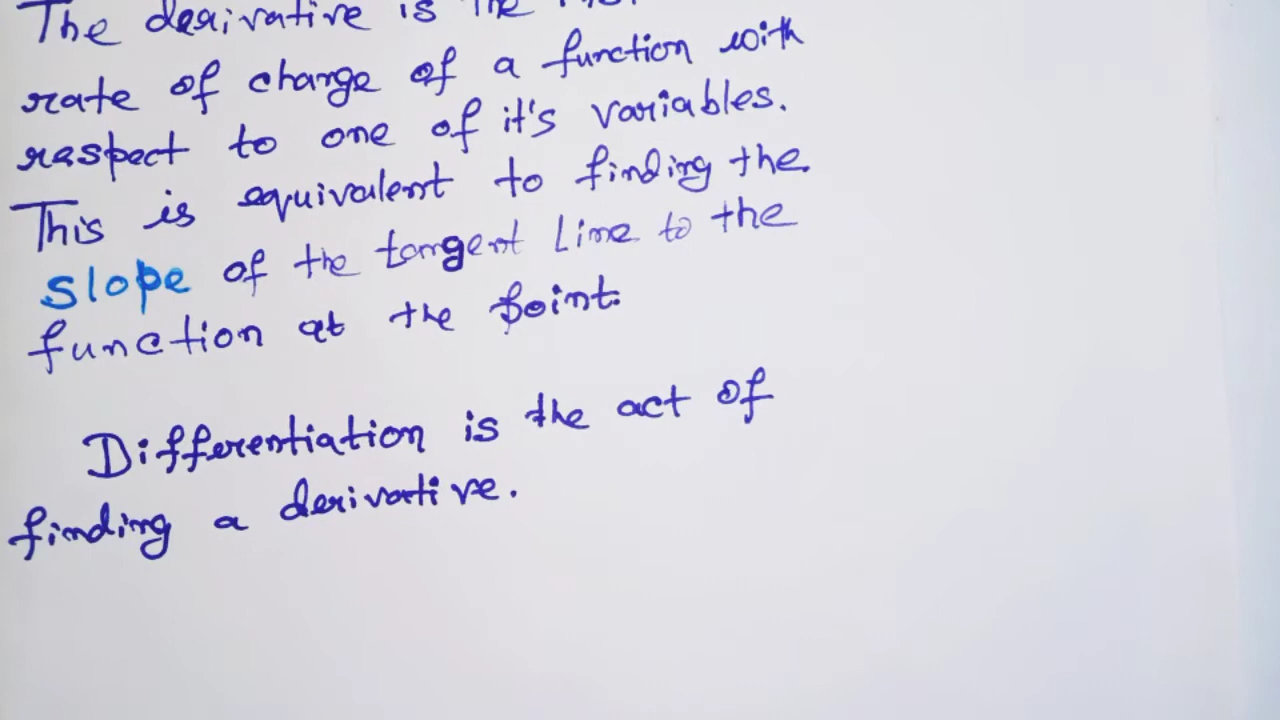 The derivative is the
rate of change of a function with
respect to one of it's variables.
This is equivalent to finding the
slope of the tangent line to the
function at the point.
Differentiation is the act of
finding a derivative.